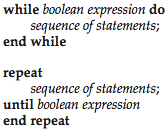 while boolean expression do
sequence of statements;
end while
repeat
sequence of statements;
until boolean expression
end repeat